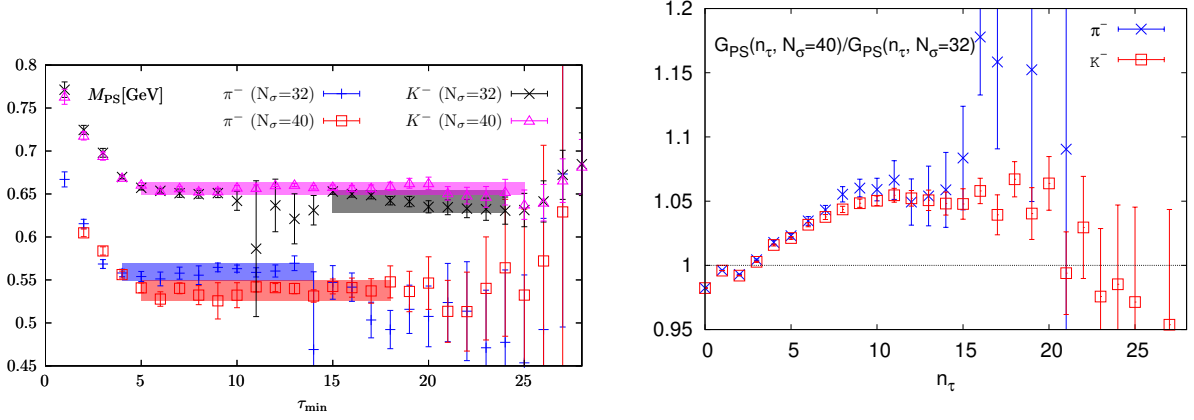 M_PS[GeV]
π⁻ (N_σ=32)
K⁻ (N_σ=32)
π⁻ (N_σ=40)
K⁻ (N_σ=40)
0.8
0.75
0.7
0.65
0.6
0.55
0.5
0.45
0 5 10 15 20 25
τ_min
G_PS(n_τ, N_σ=40)/G_PS(n_τ, N_σ=32)
π⁻
K⁻
1.2
1.15
1.1
1.05
1
0.95
0 5 10 15 20 25
n_τ